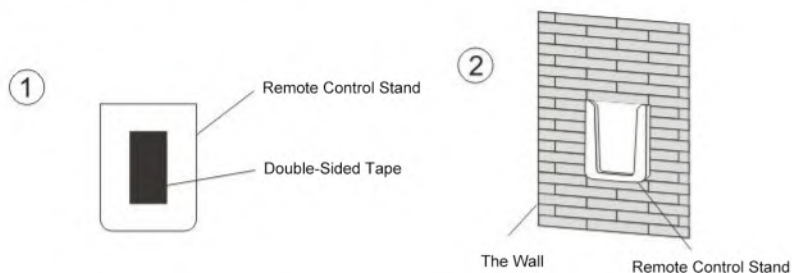 1
Remote Control Stand
Double-Sided Tape
2
The Wall
Remote Control Stand